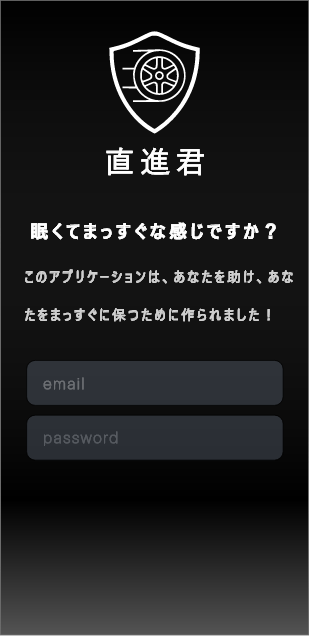 直進君
眠くてまっすぐな感じですか？
このアプリケーションは、あなたを助け、あな
たをまっすぐに保つために作られました！
email
password